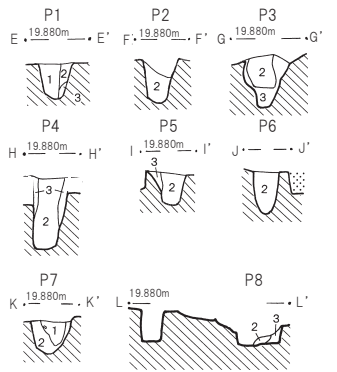 P1 P2 P3
E 19.880m E' F 19.880m F' G 19.880m G'
1 2 3 2 2 3
P4 P5 P6
H 19.880m H' I 19.880m I' J J'
3 2 3 2 2
P7 P8
K 19.880m K' L 19.880m L'
1 2 2 3